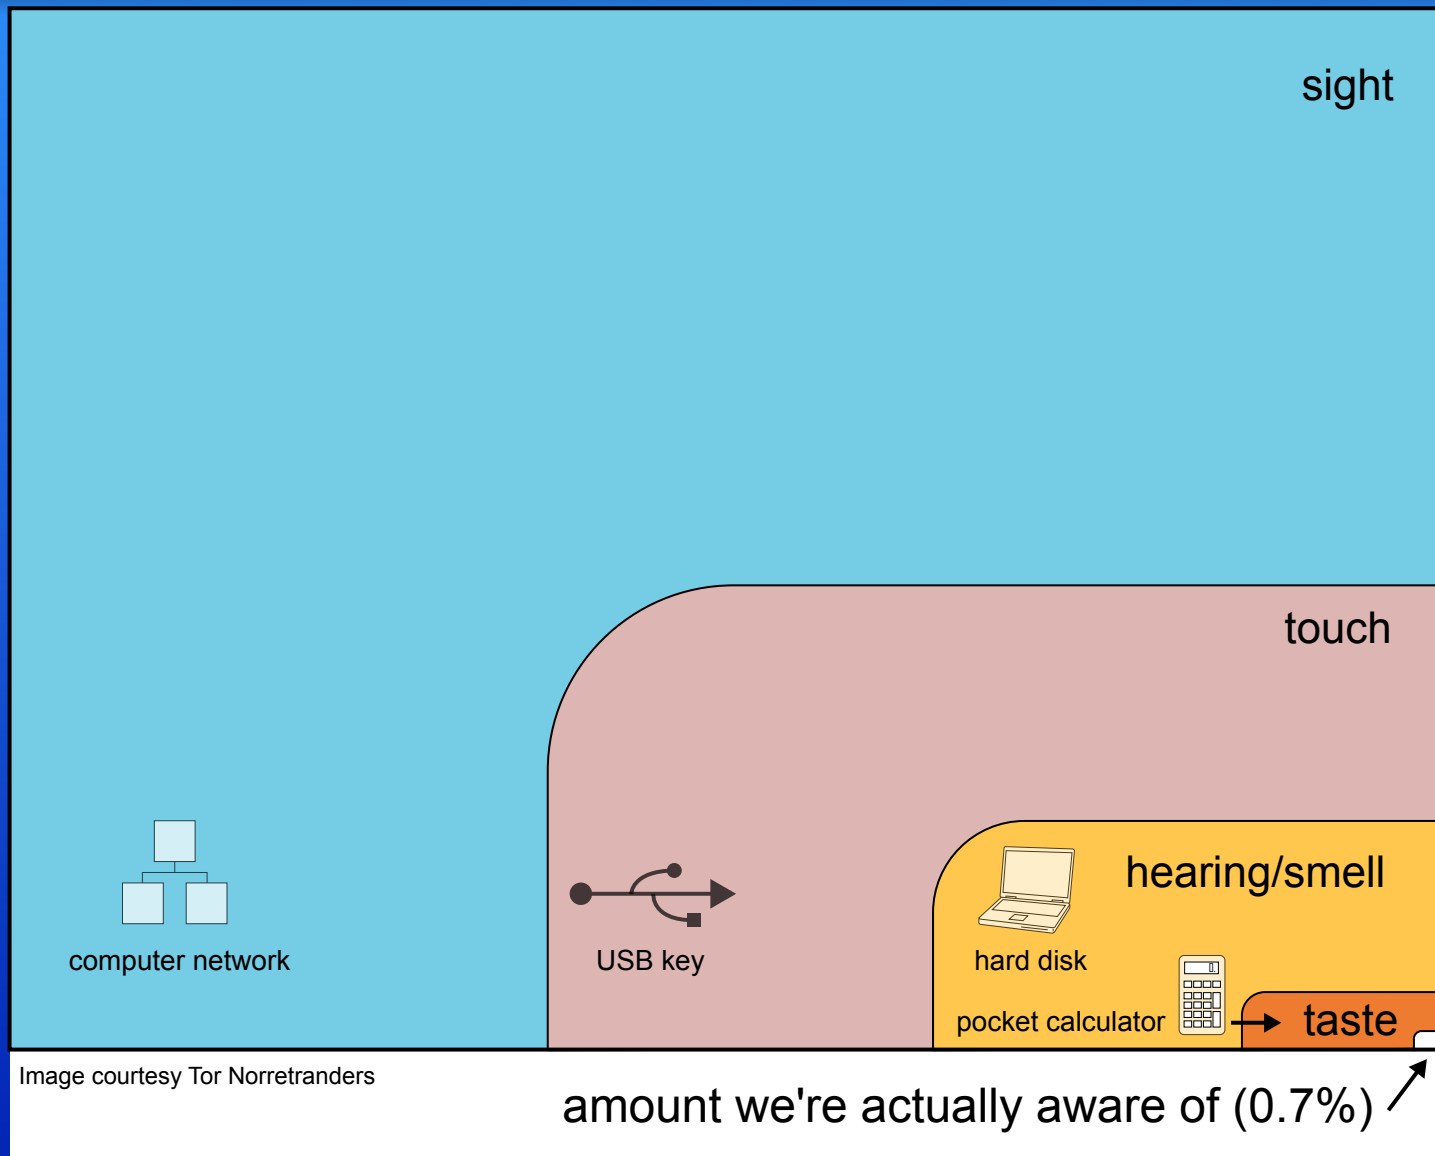 sight
touch
hearing/smell
computer network
USB key
hard disk
0.
pocket calculator
taste
Image courtesy Tor Norretranders
amount we're actually aware of (0.7%)